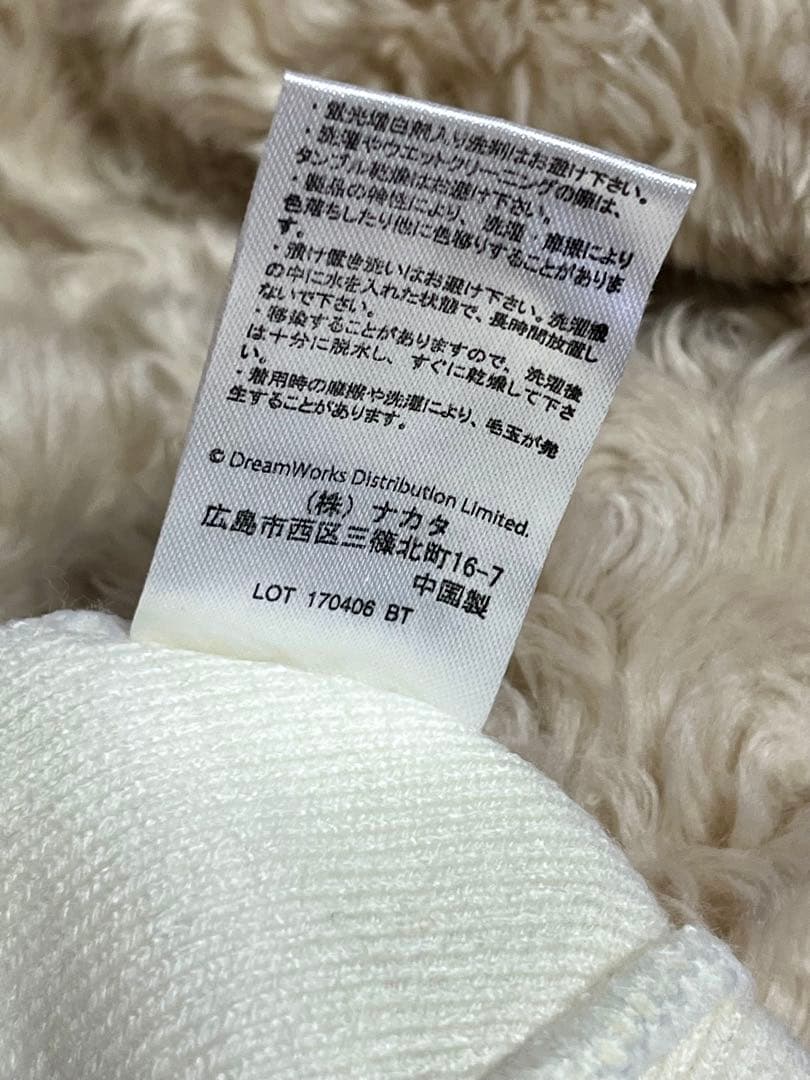 ・蛍光増白剤入り洗剤はお避け下さい。
・洗濯やウエットクリーニングの際は、
タンブル乾燥はお避け下さい。
・製品の特性により、洗濯、摩擦により
色落ちしたり他に色移りすることがありま
す。
・漬け置き洗いはお避け下さい。洗濯機
の中に水を入れた状態で、長時間放置し
ないで下さい。
・移染することがありますので、洗濯後
は十分に脱水し、すぐに乾燥して下さ
い。
・着用時の摩擦や洗濯により、毛玉が発
生することがあります。
© DreamWorks Distribution Limited.
(株) ナカタ
広島市西区三篠北町16-7
中国製
LOT 170406 BT